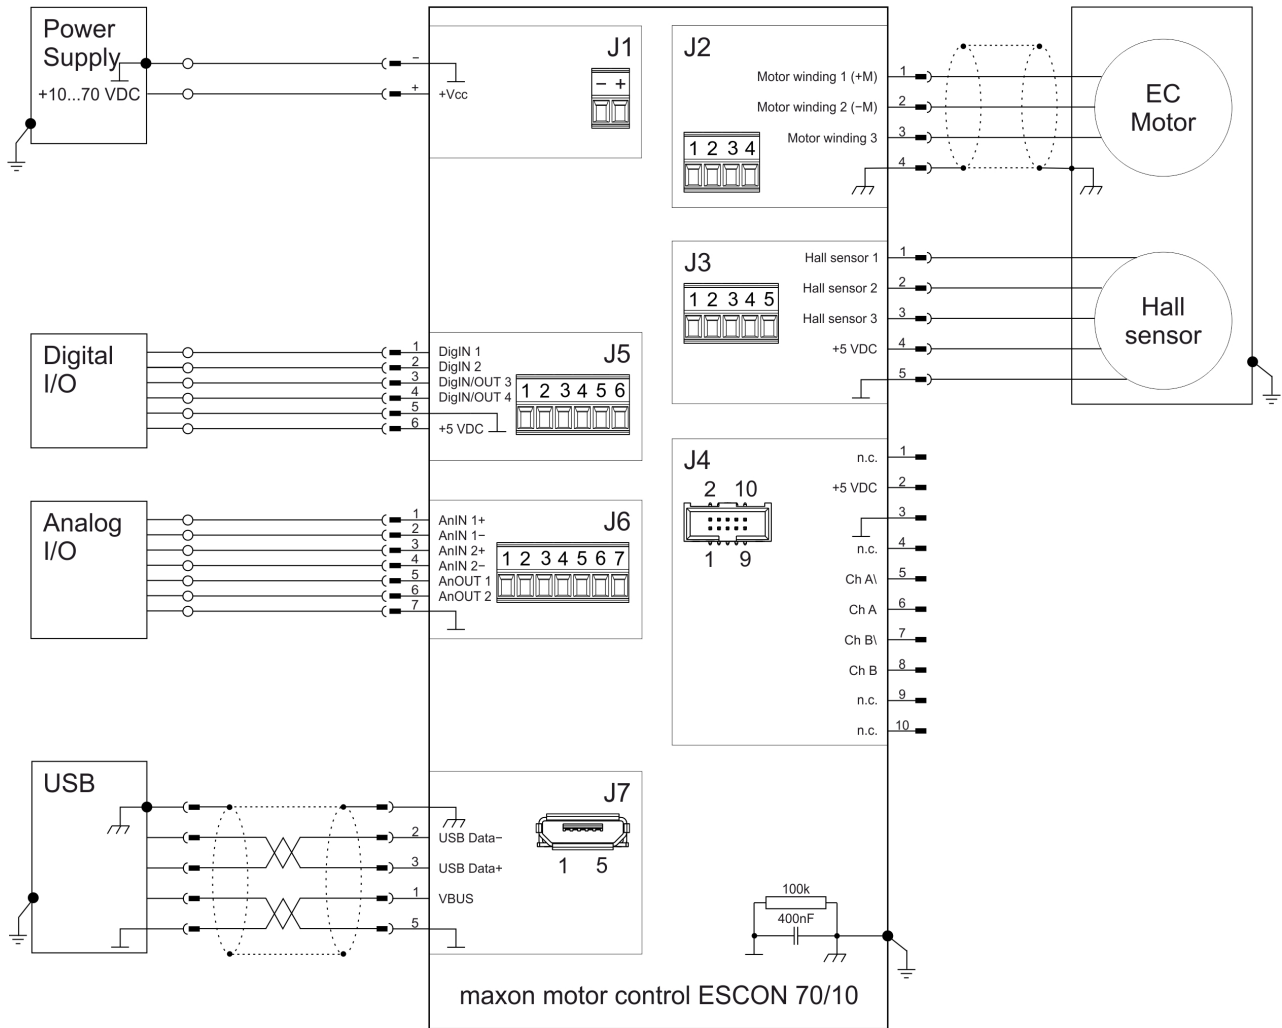 Power
Supply
+10...70 VDC
−
+
+Vcc
J1
− +
J2
Motor winding 1 (+M)
1
Motor winding 2 (−M)
2
Motor winding 3
3
4
1 2 3 4
EC
Motor
J3
Hall sensor 1
1
Hall sensor 2
2
Hall sensor 3
3
+5 VDC
4
5
1 2 3 4 5
Hall
sensor
Digital
I/O
1
DigIN 1
2
DigIN 2
3
DigIN/OUT 3
4
DigIN/OUT 4
5
6
+5 VDC
J5
1 2 3 4 5 6
J4
2 10
1 9
n.c.
1
+5 VDC
2
3
n.c.
4
Ch A\
5
Ch A
6
Ch B\
7
Ch B
8
n.c.
9
n.c.
10
Analog
I/O
1
AnIN 1+
2
AnIN 1−
3
AnIN 2+
4
AnIN 2−
5
AnOUT 1
6
AnOUT 2
7
J6
1 2 3 4 5 6 7
USB
2
USB Data−
3
USB Data+
1
VBUS
5
J7
1 5
100k
400nF
maxon motor control ESCON 70/10